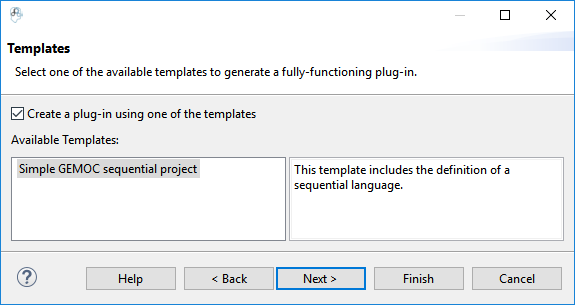 Templates
Select one of the available templates to generate a fully-functioning plug-in.
Create a plug-in using one of the templates
Available Templates:
Simple GEMOC sequential project
This template includes the definition of a
sequential language.
?
Help
< Back
Next >
Finish
Cancel